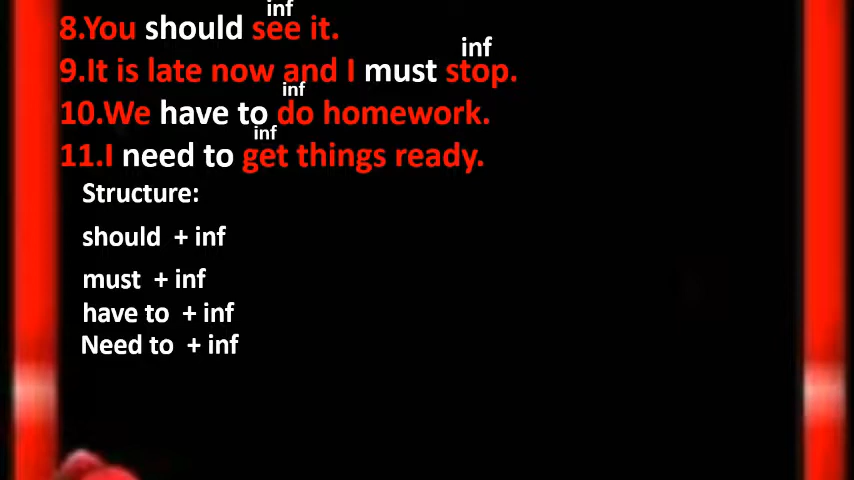 inf
8.You should see it.
inf
9.It is late now and I must stop.
inf
10.We have to do homework.
inf
11.I need to get things ready.
Structure:
should + inf
must + inf
have to + inf
Need to + inf